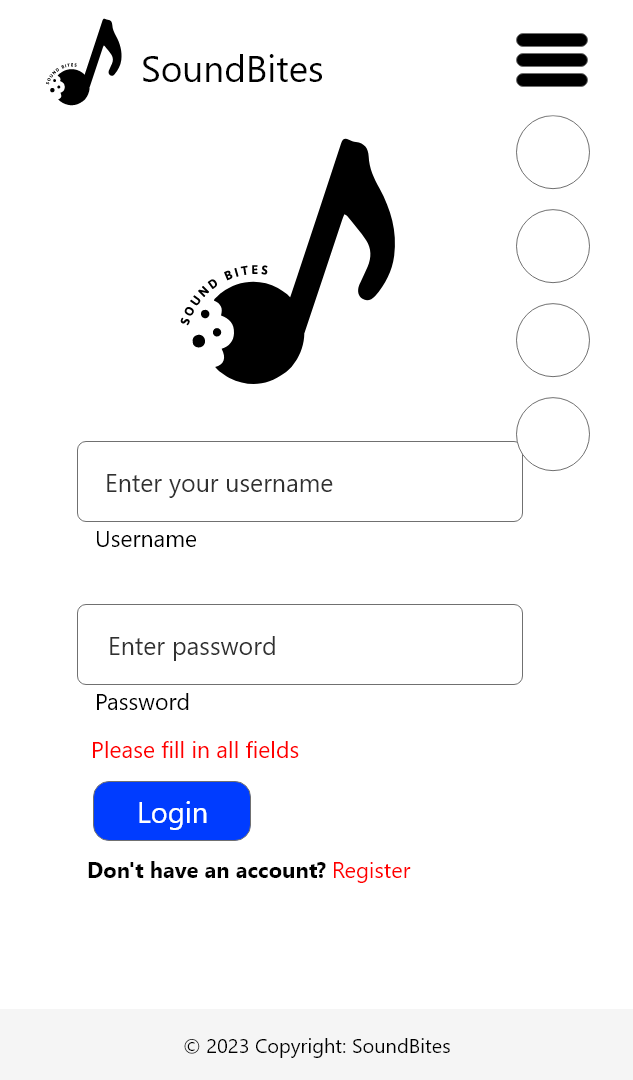 SOUND BITES
SoundBites
SOUND BITES
Enter your username
Username
Enter password
Password
Please fill in all fields
Login
Don't have an account? Register
© 2023 Copyright: SoundBites